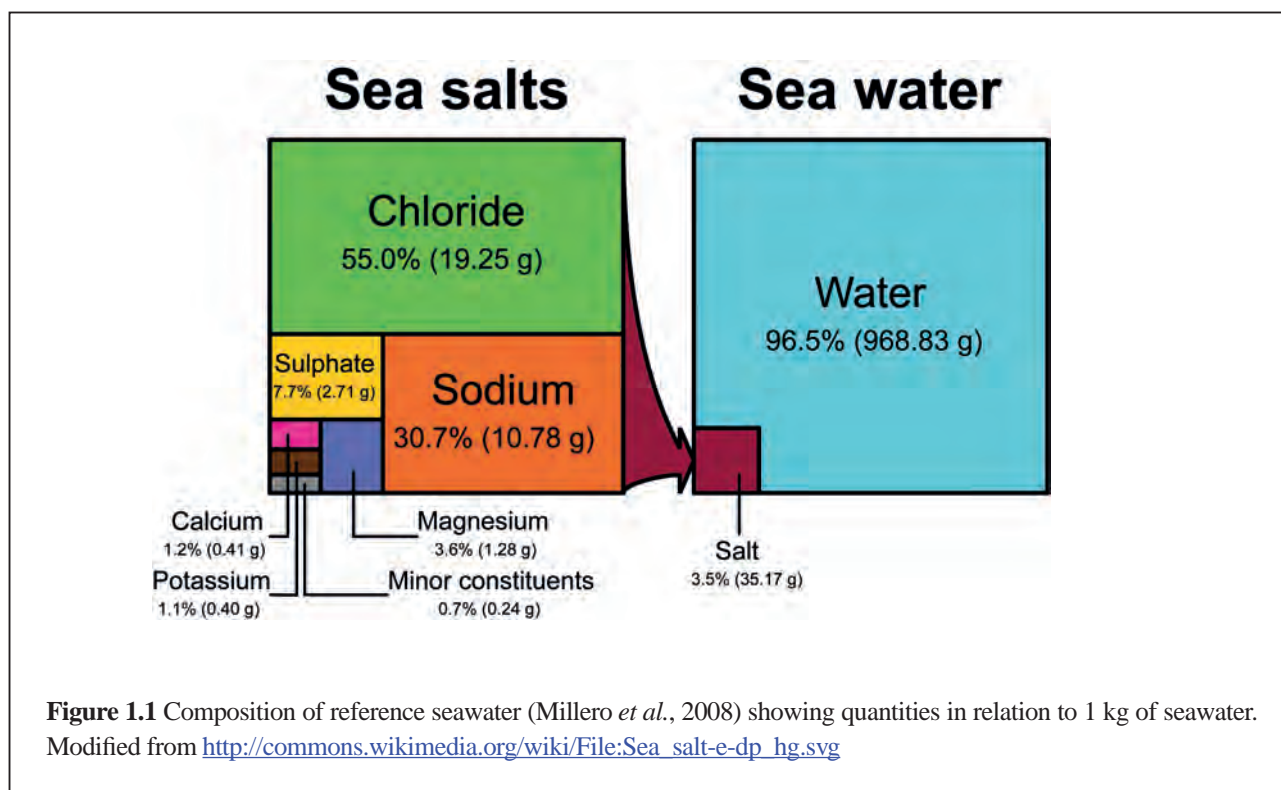 Sea salts
Sea water
Chloride
55.0% (19.25 g)
Water
96.5% (968.83 g)
Sulphate
7.7% (2.71 g)
Sodium
30.7% (10.78 g)
Calcium
1.2% (0.41 g)
Magnesium
3.6% (1.28 g)
Potassium
1.1% (0.40 g)
Minor constituents
0.7% (0.24 g)
Salt
3.5% (35.17 g)
Figure 1.1 Composition of reference seawater (Millero et al., 2008) showing quantities in relation to 1 kg of seawater.
Modified from http://commons.wikimedia.org/wiki/File:Sea_salt-e-dp_hg.svg